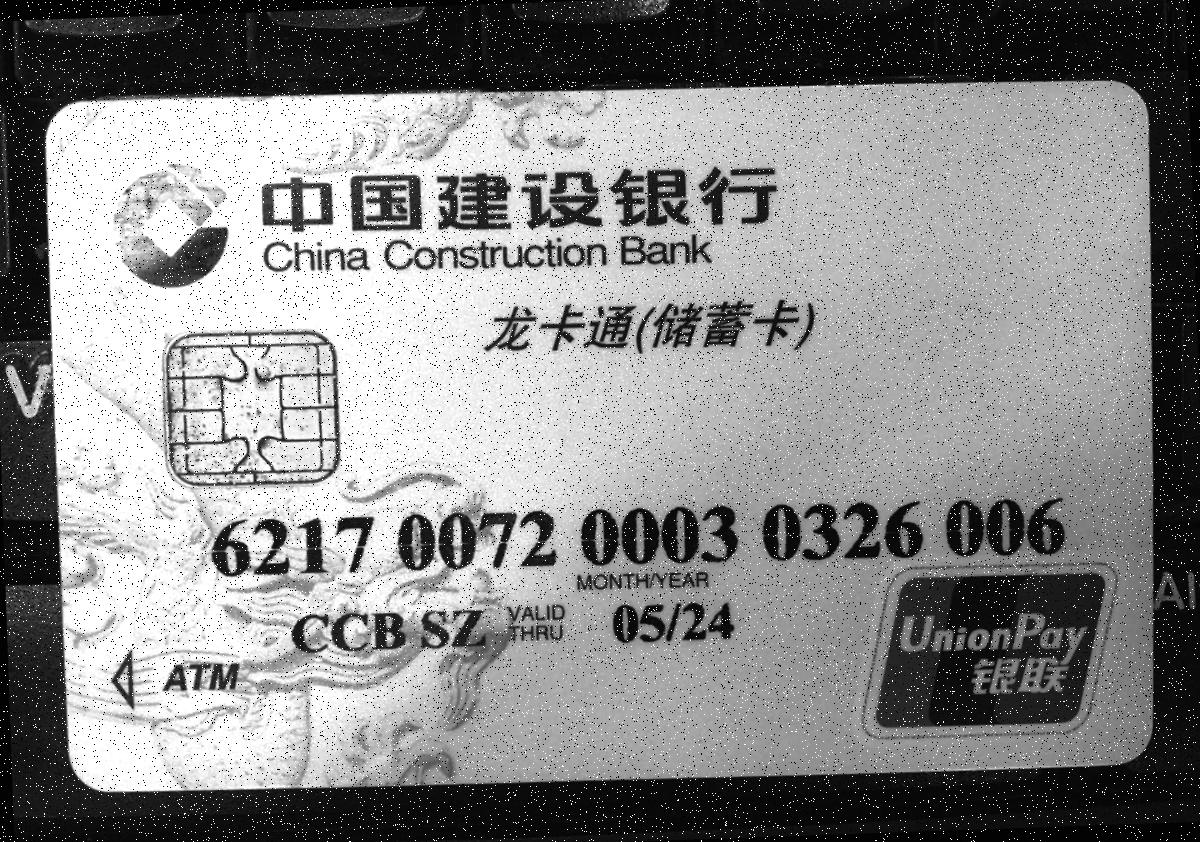 中国建设银行
China Construction Bank
龙卡通(储蓄卡)
V
6217 0072 0003 0326 006
MONTH/YEAR
CCB SZ VALID THRU 05/24
ATM
UnionPay
银联